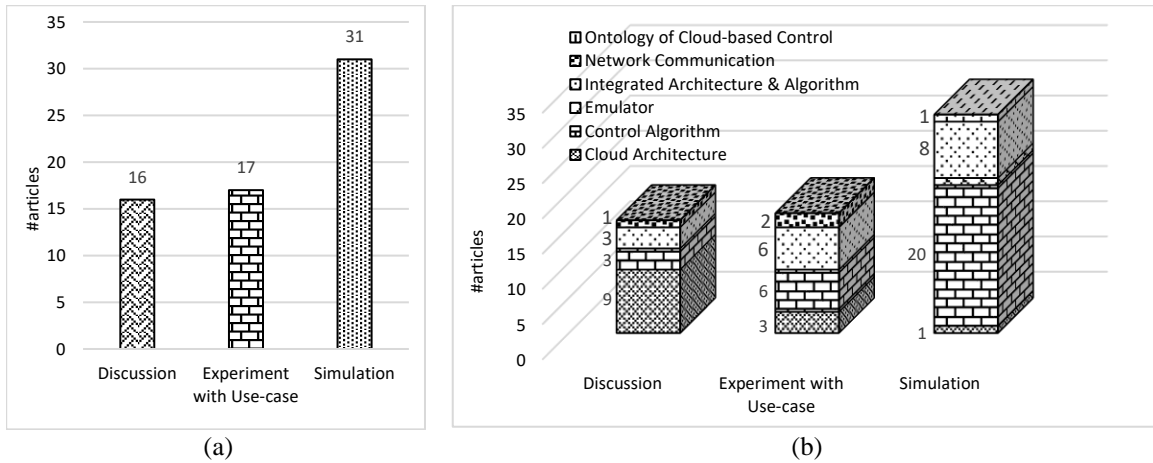 35
30
25
20
15
10
5
0
#articles
16
17
31
Discussion
Experiment
with Use-case
Simulation
(a)
Ontology of Cloud-based Control
Network Communication
Integrated Architecture & Algorithm
Emulator
Control Algorithm
Cloud Architecture
35
30
25
20
15
10
5
0
#articles
1
3
3
9
2
6
6
3
1
8
20
1
Discussion
Experiment with
Use-case
Simulation
(b)